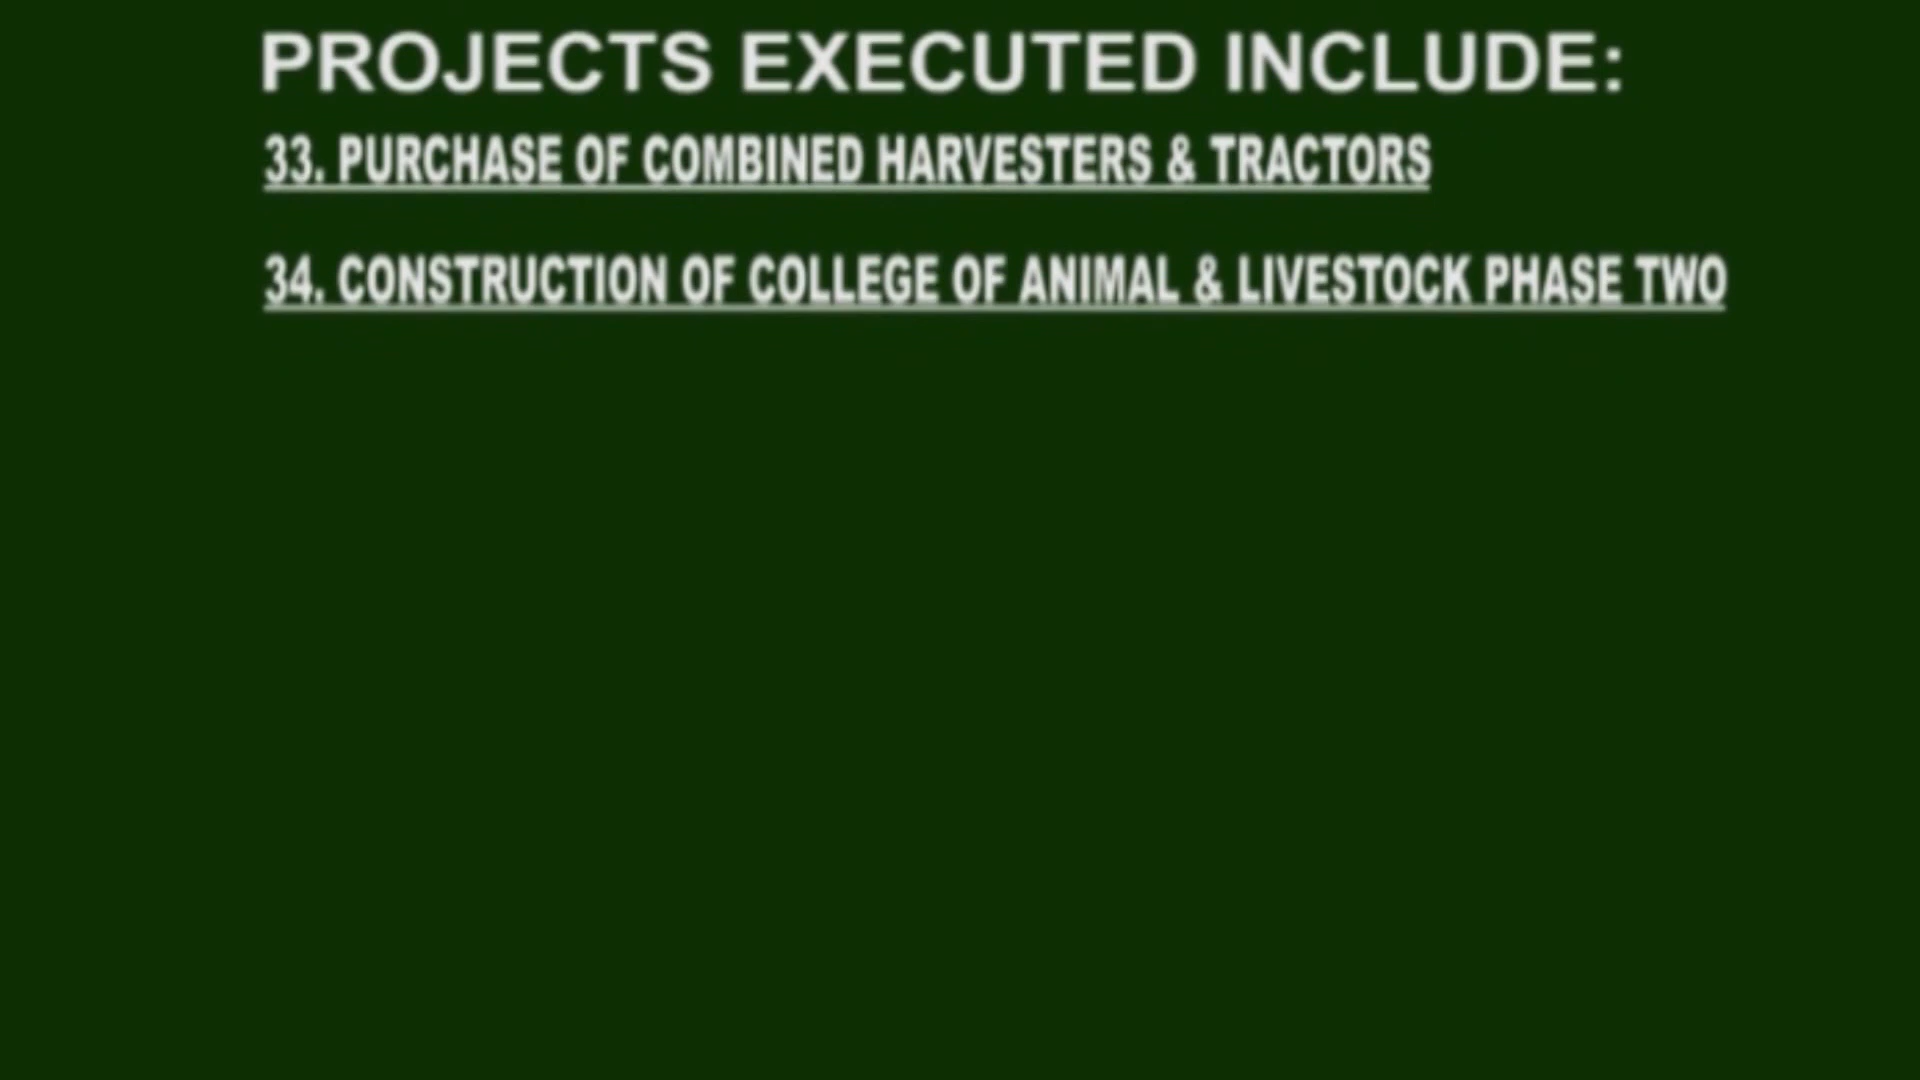 PROJECTS EXECUTED INCLUDE:
33. PURCHASE OF COMBINED HARVESTERS & TRACTORS
34. CONSTRUCTION OF COLLEGE OF ANIMAL & LIVESTOCK PHASE TWO